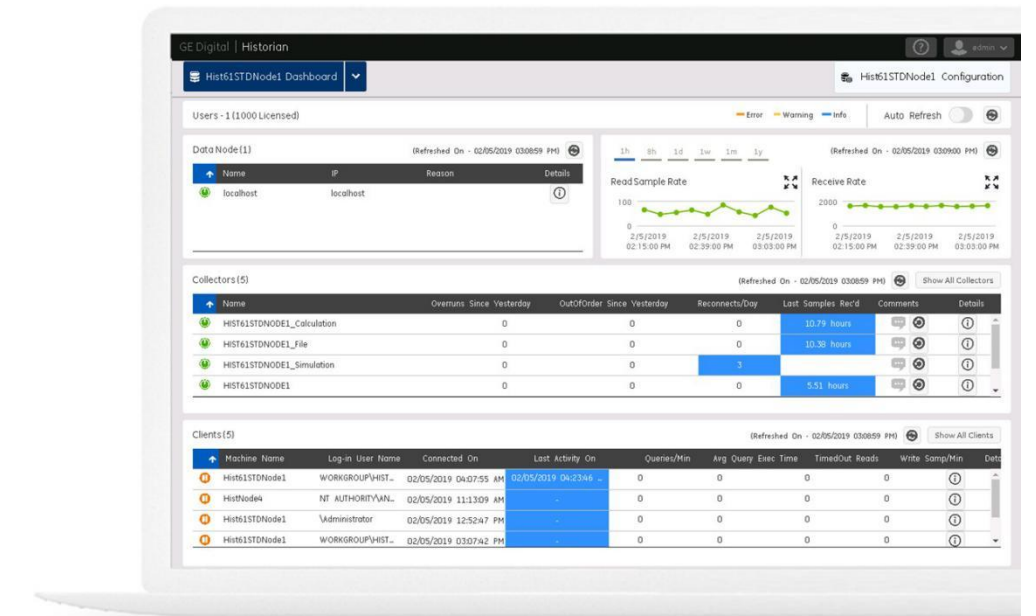 GE Digital | Historian
admin
Hist61STDNode1 Dashboard
Hist61STDNode1 Configuration
Users - 1 (1000 Licensed)
Error Warning Info
Auto Refresh
Data Node (1)
(Refreshed On - 02/05/2019 03:08:59 PM)
Name IP Reason Details
localhost localhost
1h 8h 1d 1w 1m 1y
(Refreshed On - 02/05/2019 03:09:00 PM)
Read Sample Rate
100
0
2/5/2019 2/5/2019 2/5/2019
02:15:00 PM 02:39:00 PM 03:03:00 PM
Receive Rate
2000
0
2/5/2019 2/5/2019 2/5/2019
02:15:00 PM 02:39:00 PM 03:03:00 PM
Collectors (5)
(Refreshed On - 02/05/2019 03:08:59 PM)
Show All Collectors
Name Overruns Since Yesterday OutOfOrder Since Yesterday Reconnects/Day Last Samples Rec'd Comments Details
HIST61STDNODE1_Calculation 0 0 0 10.79 hours
HIST61STDNODE1_File 0 0 0 10.38 hours
HIST61STDNODE1_Simulation 0 0 3
HIST61STDNODE1 0 0 0 5.51 hours
Clients (5)
(Refreshed On - 02/05/2019 03:08:59 PM)
Show All Clients
Machine Name Log-in User Name Connected On Last Activity On Queries/Min Avg Query Exec Time TimedOut Reads Write Samp/Min Deta
Hist61STDNode1 WORKGROUP\HIST... 02/05/2019 04:07:55 AM 02/05/2019 04:23:46 ... 0 0 0 0
HistNode4 NT AUTHORITY\AN... 02/05/2019 11:13:09 AM - 0 0 0 0
Hist61STDNode1 \Administrator 02/05/2019 12:52:47 PM - 0 0 0 0
Hist61STDNode1 WORKGROUP\HIST... 02/05/2019 03:07:42 PM - 0 0 0 0